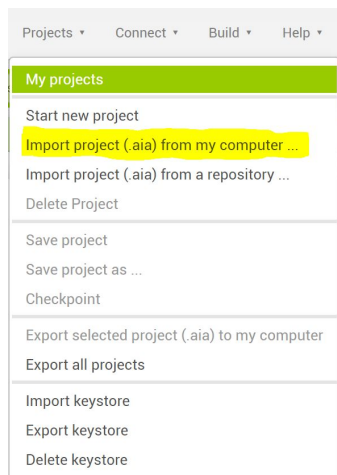 Projects ▾ Connect ▾ Build ▾ Help ▾
My projects
Start new project
Import project (.aia) from my computer ...
Import project (.aia) from a repository ...
Delete Project
Save project
Save project as ...
Checkpoint
Export selected project (.aia) to my computer
Export all projects
Import keystore
Export keystore
Delete keystore